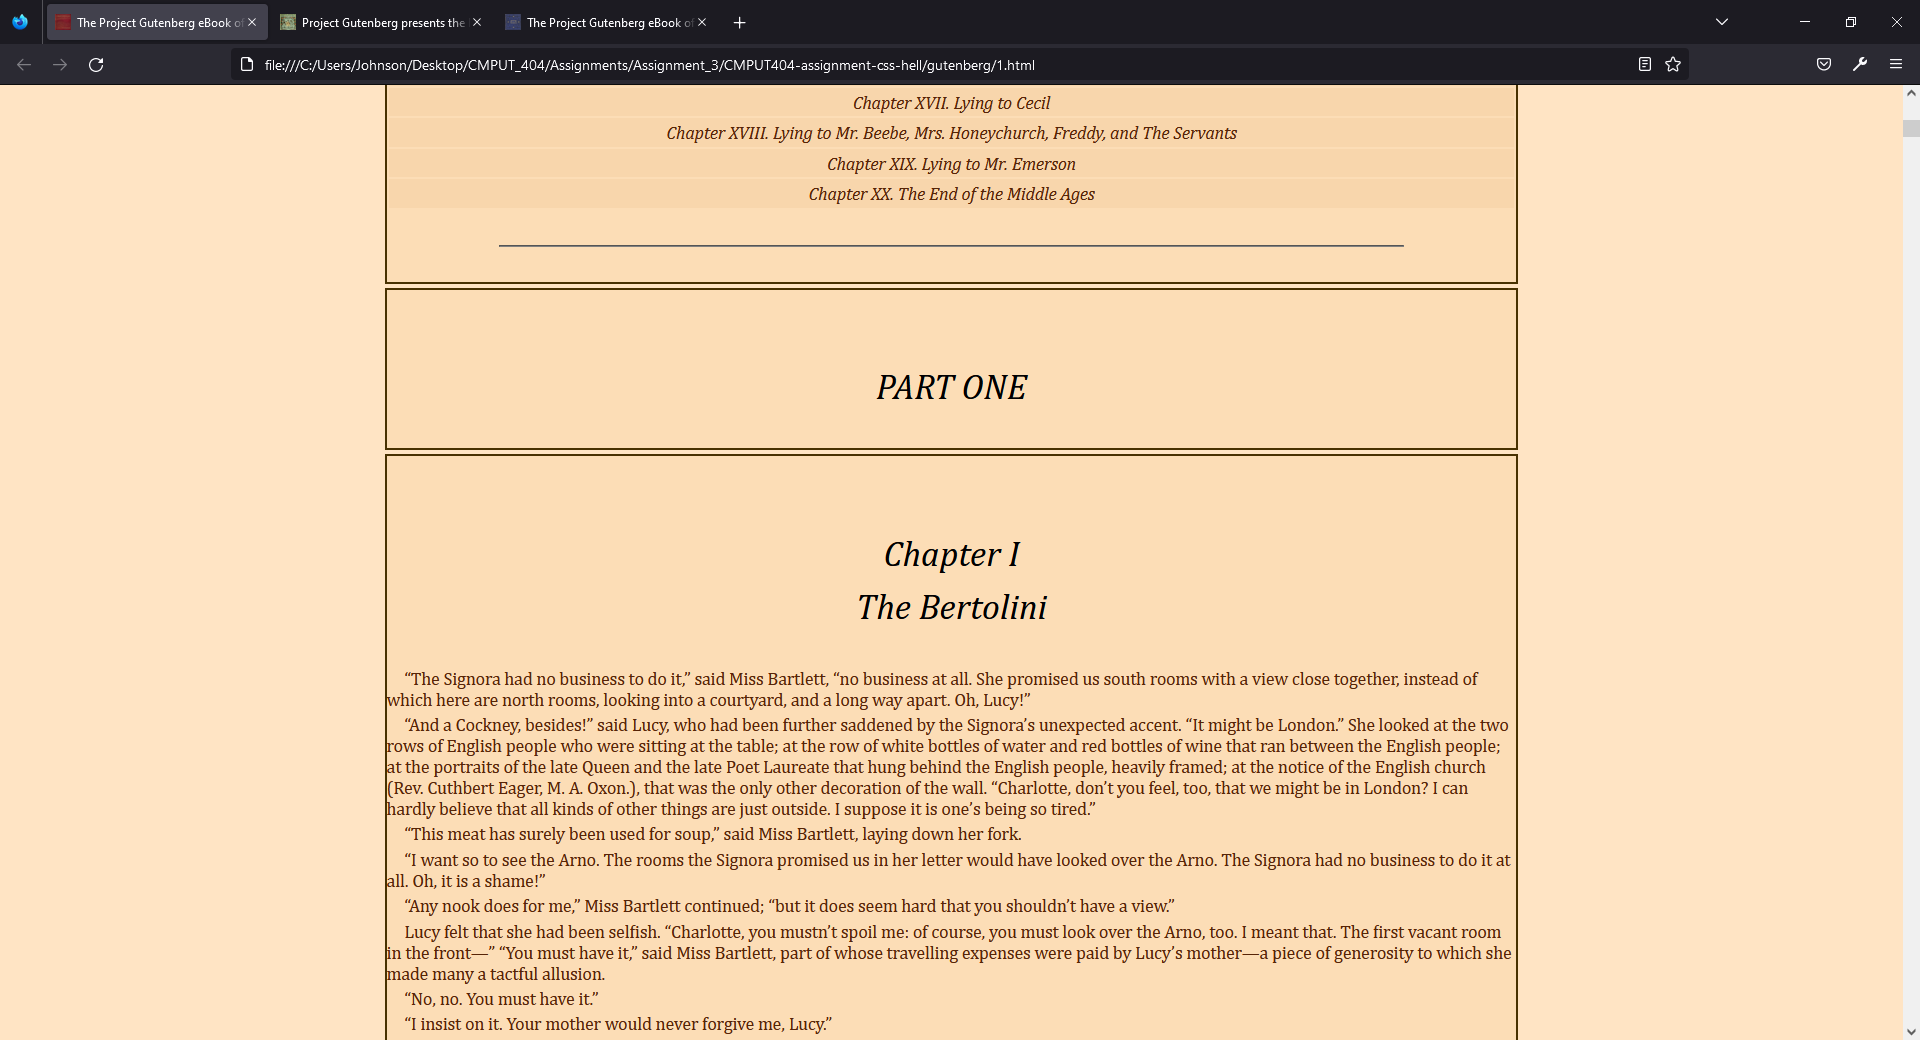 The Project Gutenberg eBook of
Project Gutenberg presents the
The Project Gutenberg eBook of
file:///C:/Users/Johnson/Desktop/CMPUT_404/Assignments/Assignment_3/CMPUT404-assignment-css-hell/gutenberg/1.html
Chapter XVII. Lying to Cecil
Chapter XVIII. Lying to Mr. Beebe, Mrs. Honeychurch, Freddy, and The Servants
Chapter XIX. Lying to Mr. Emerson
Chapter XX. The End of the Middle Ages
PART ONE
Chapter I
The Bertolini
“The Signora had no business to do it,” said Miss Bartlett, “no business at all. She promised us south rooms with a view close together, instead of
which here are north rooms, looking into a courtyard, and a long way apart. Oh, Lucy!”
“And a Cockney, besides!” said Lucy, who had been further saddened by the Signora’s unexpected accent. “It might be London.” She looked at the two
rows of English people who were sitting at the table; at the row of white bottles of water and red bottles of wine that ran between the English people;
at the portraits of the late Queen and the late Poet Laureate that hung behind the English people, heavily framed; at the notice of the English church
(Rev. Cuthbert Eager, M. A. Oxon.), that was the only other decoration of the wall. “Charlotte, don’t you feel, too, that we might be in London? I can
hardly believe that all kinds of other things are just outside. I suppose it is one’s being so tired.”
“This meat has surely been used for soup,” said Miss Bartlett, laying down her fork.
“I want so to see the Arno. The rooms the Signora promised us in her letter would have looked over the Arno. The Signora had no business to do it at
all. Oh, it is a shame!”
“Any nook does for me,” Miss Bartlett continued; “but it does seem hard that you shouldn’t have a view.”
Lucy felt that she had been selfish. “Charlotte, you mustn’t spoil me: of course, you must look over the Arno, too. I meant that. The first vacant room
in the front—” “You must have it,” said Miss Bartlett, part of whose travelling expenses were paid by Lucy’s mother—a piece of generosity to which she
made many a tactful allusion.
“No, no. You must have it.”
“I insist on it. Your mother would never forgive me, Lucy.”